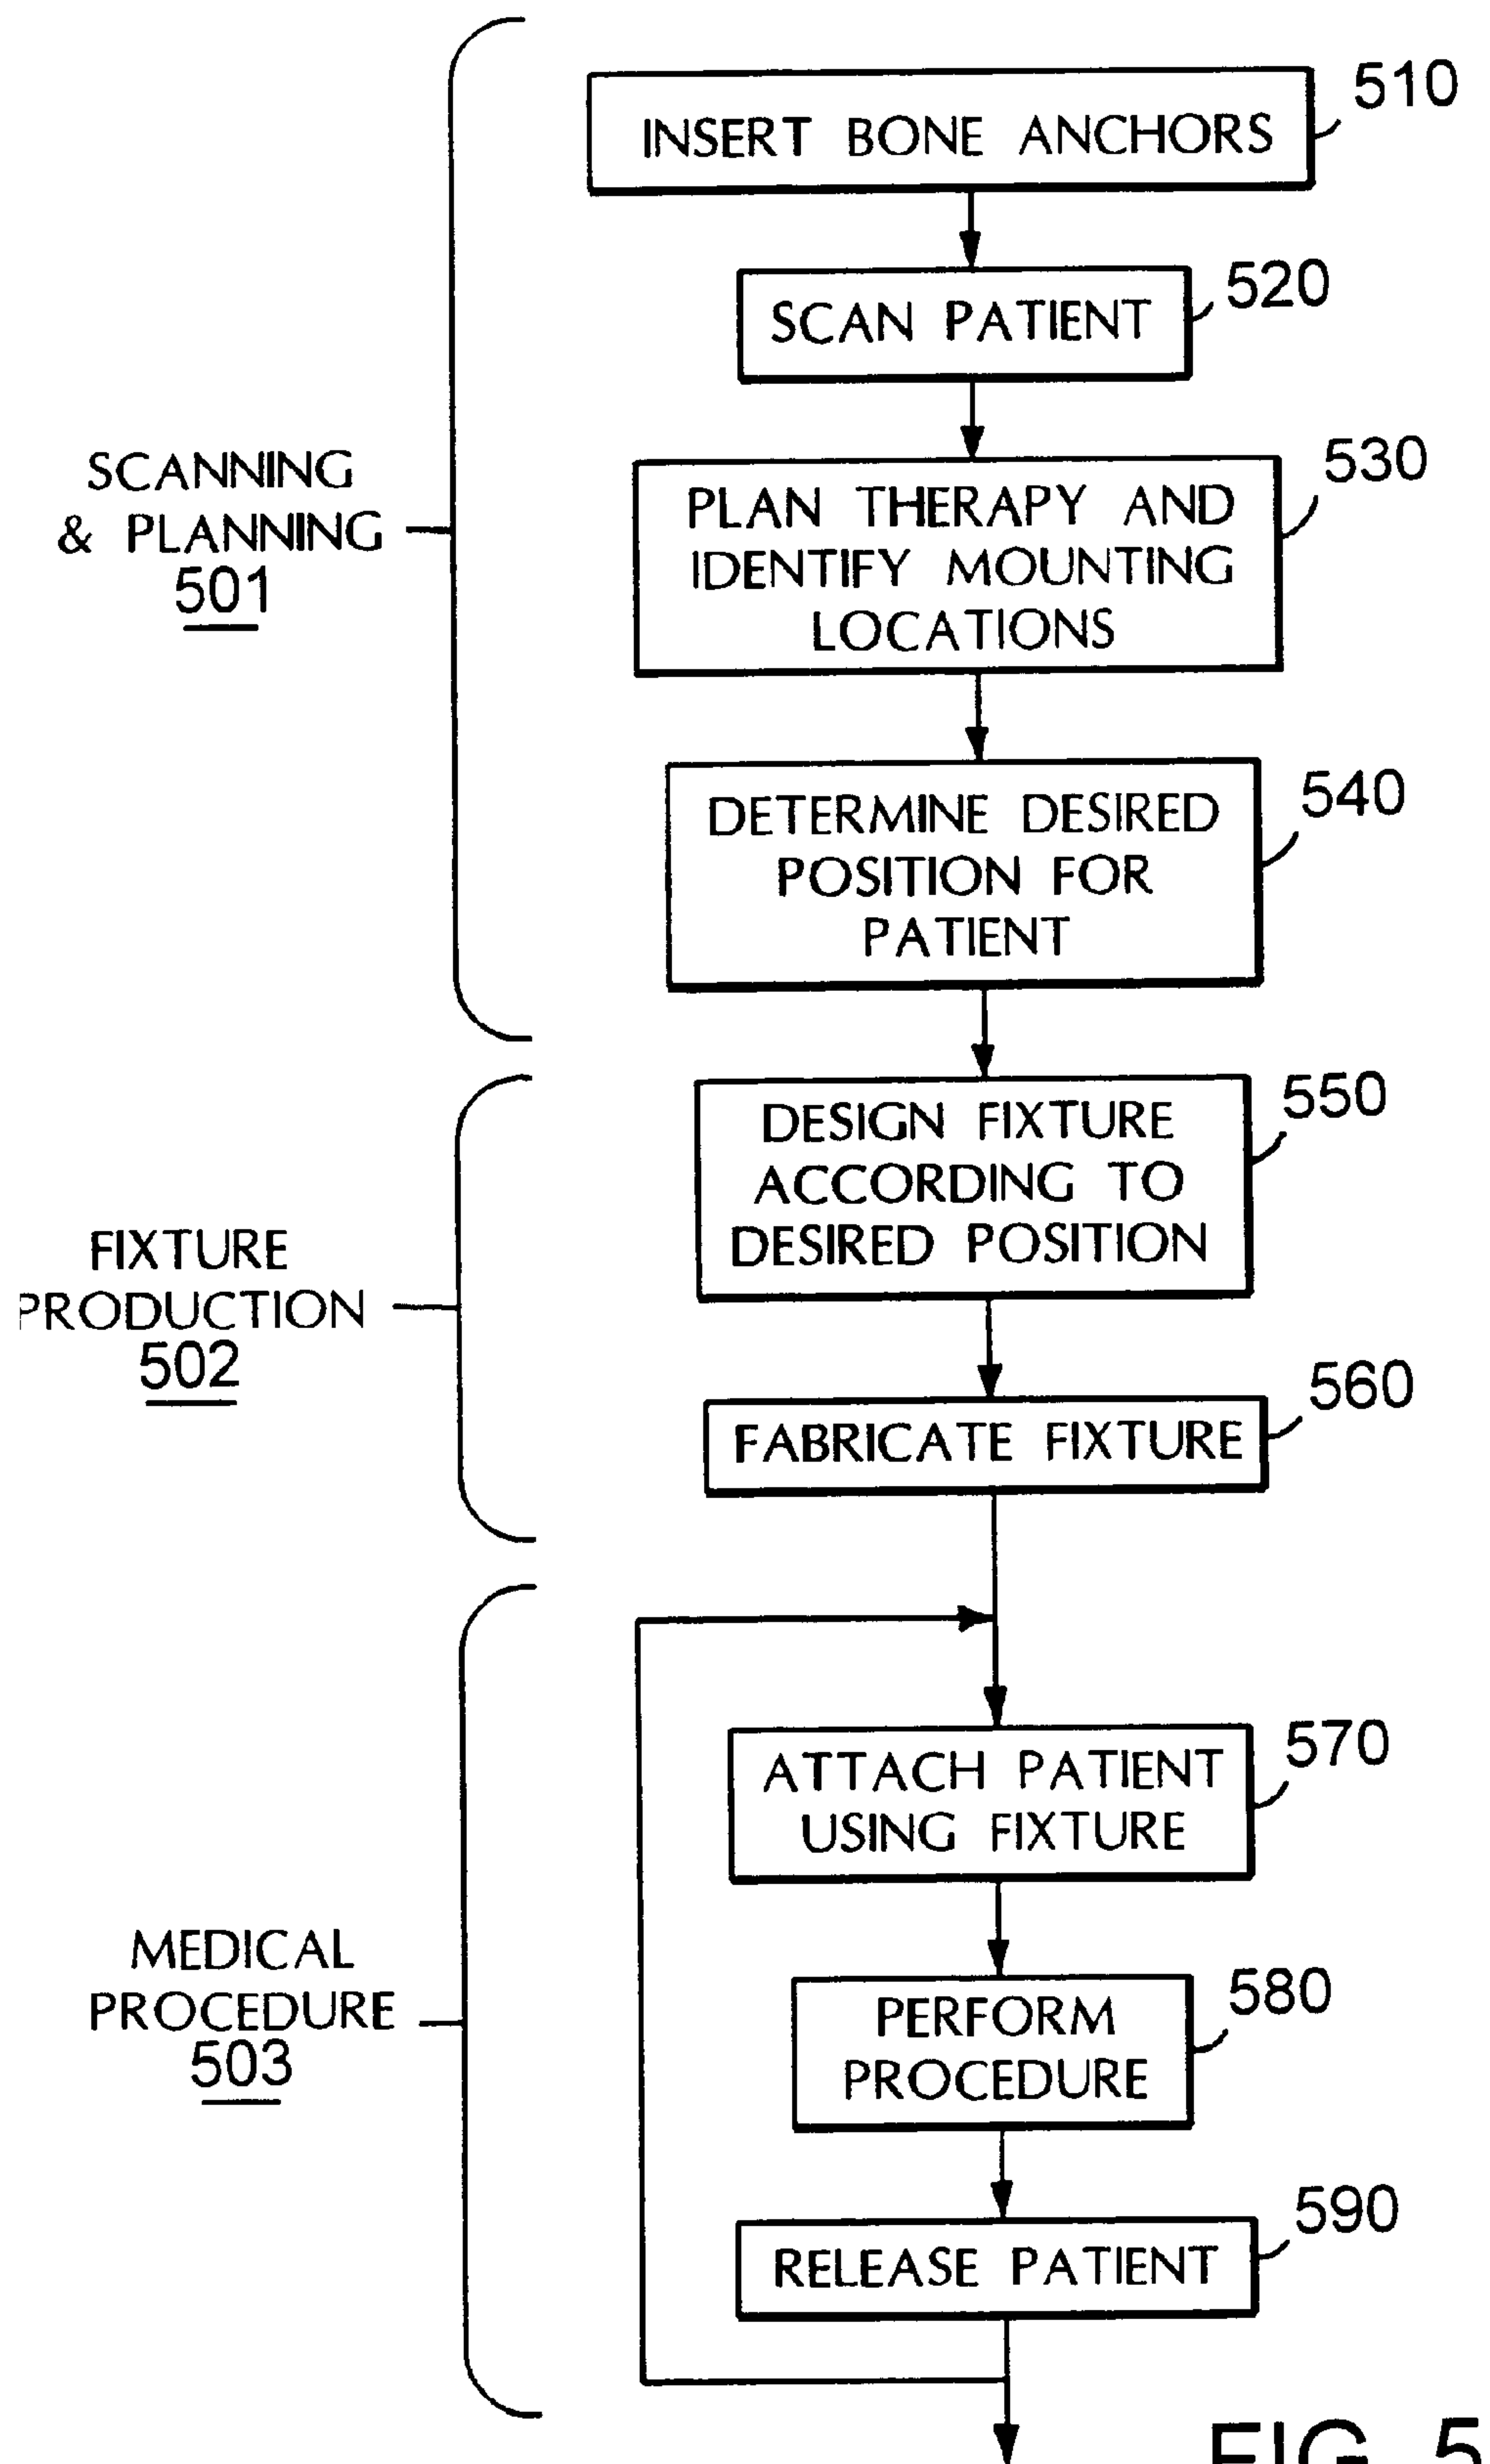 510
INSERT BONE ANCHORS
520
SCAN PATIENT
530
PLAN THERAPY AND
IDENTIFY MOUNTING
LOCATIONS
SCANNING
& PLANNING
501
540
DETERMINE DESIRED
POSITION FOR
PATIENT
550
DESIGN FIXTURE
ACCORDING TO
DESIRED POSITION
FIXTURE
PRODUCTION
502
560
FABRICATE FIXTURE
570
ATTACH PATIENT
USING FIXTURE
MEDICAL
PROCEDURE
503
580
PERFORM
PROCEDURE
590
RELEASE PATIENT
FIG. 5